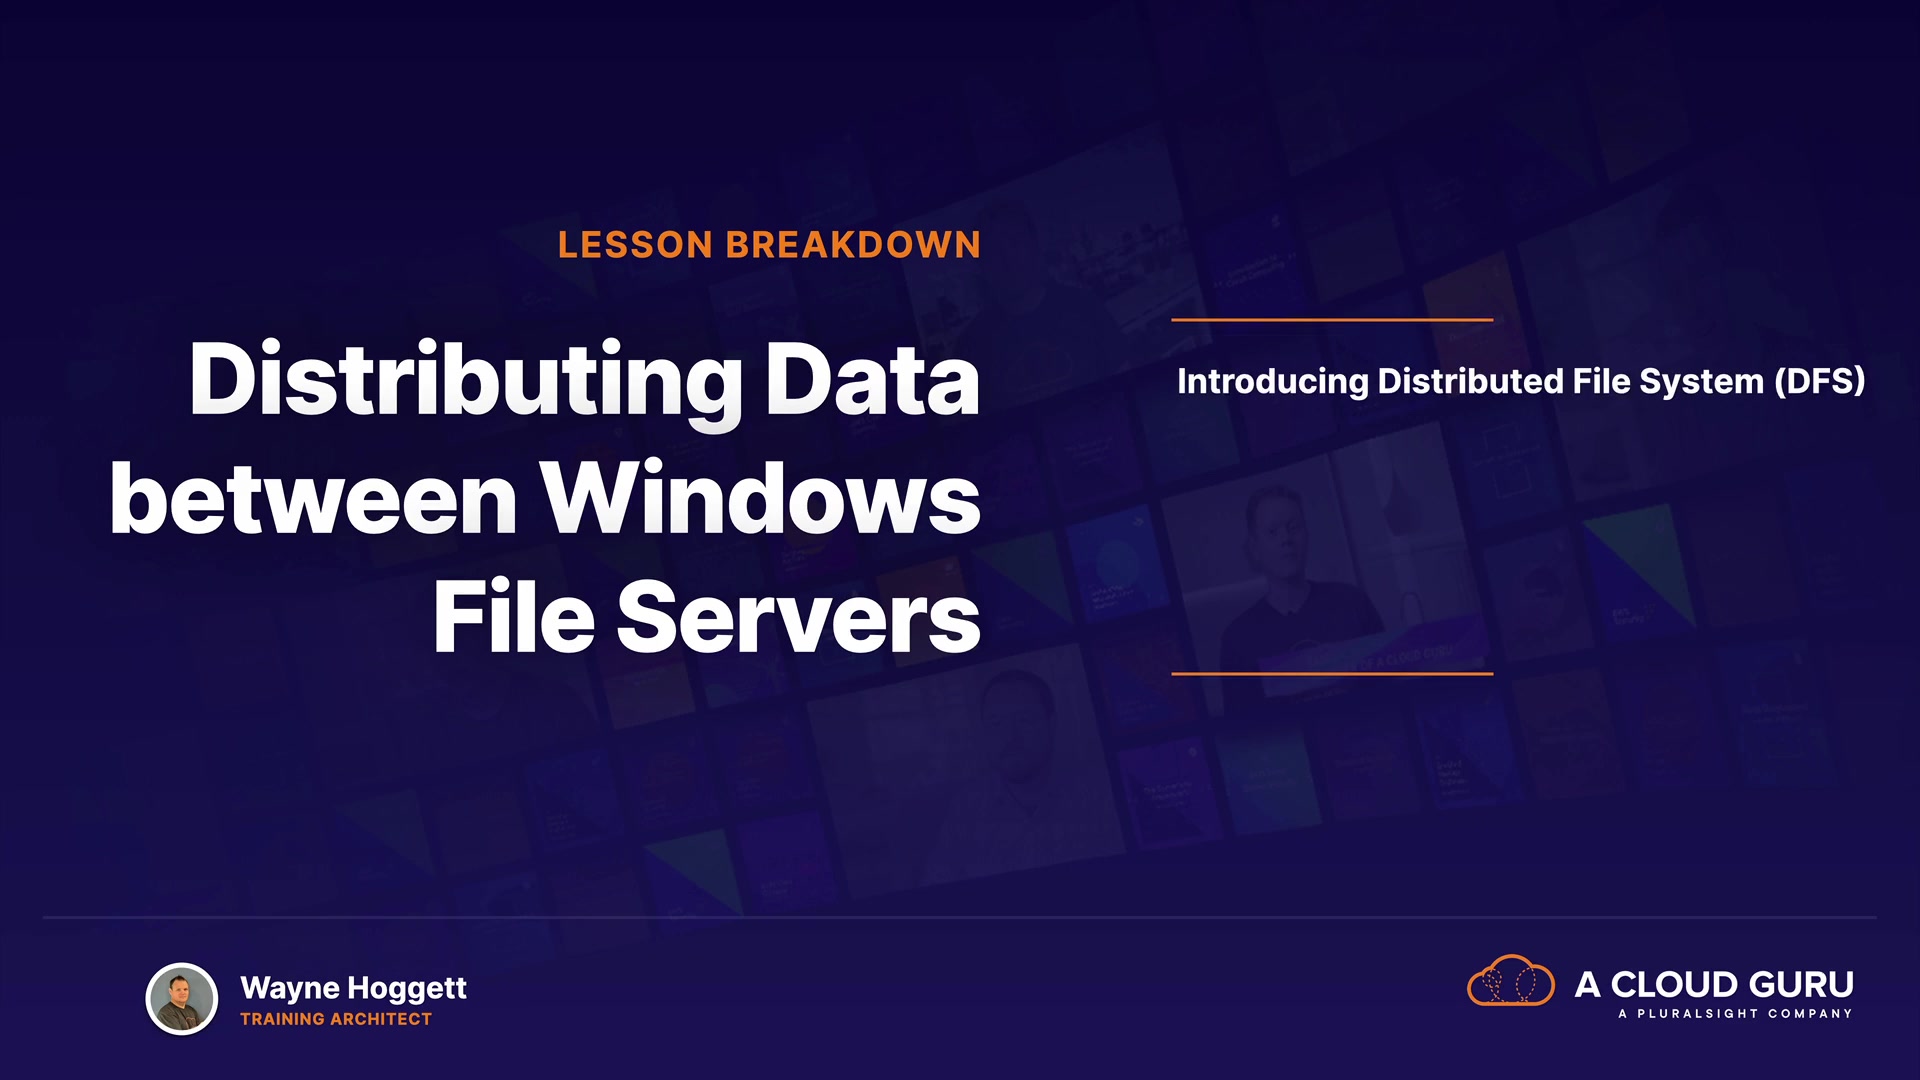 LESSON BREAKDOWN
Distributing Data
between Windows
File Servers
Introducing Distributed File System (DFS)
Wayne Hoggett
TRAINING ARCHITECT
A CLOUD GURU
A PLURALSIGHT COMPANY